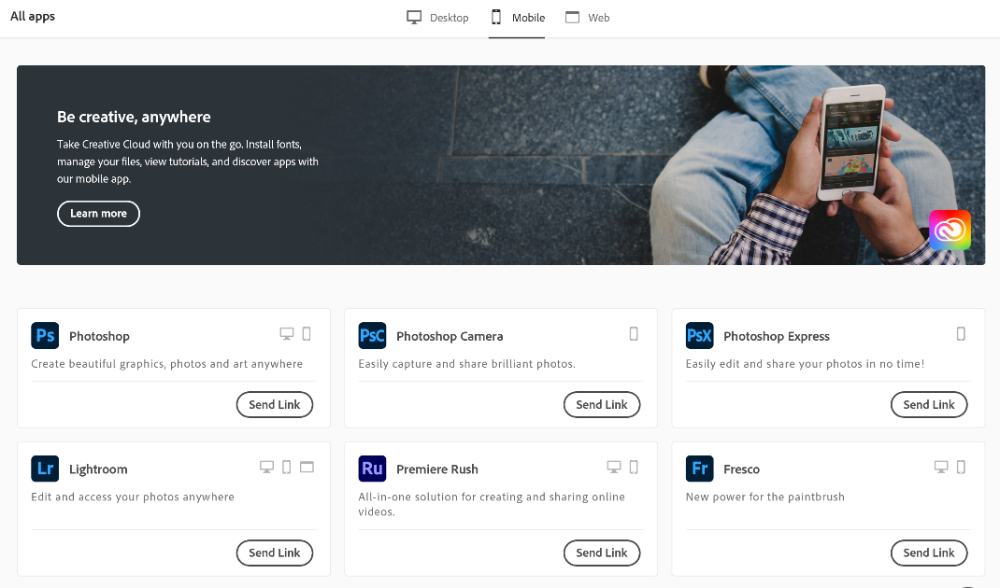 All apps
Desktop
Mobile
Web
Be creative, anywhere
Take Creative Cloud with you on the go. Install fonts,
manage your files, view tutorials, and discover apps with
our mobile app.
Learn more
Ps Photoshop
Create beautiful graphics, photos and art anywhere
Send Link
PsC Photoshop Camera
Easily capture and share brilliant photos.
Send Link
PsX Photoshop Express
Easily edit and share your photos in no time!
Send Link
Lr Lightroom
Edit and access your photos anywhere
Send Link
Ru Premiere Rush
All-in-one solution for creating and sharing online
videos.
Send Link
Fr Fresco
New power for the paintbrush
Send Link